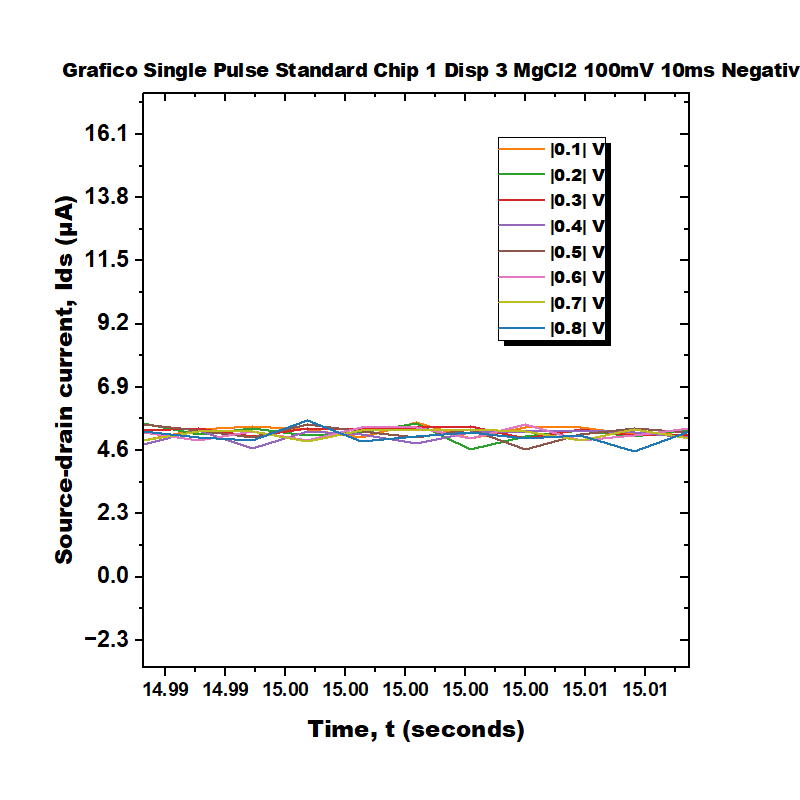 Grafico Single Pulse Standard Chip 1 Disp 3 MgCl2 100mV 10ms Negativ
16.1
13.8
11.5
9.2
6.9
4.6
2.3
0.0
−2.3
Source-drain current, Ids (µA)
|0.1| V
|0.2| V
|0.3| V
|0.4| V
|0.5| V
|0.6| V
|0.7| V
|0.8| V
14.99 14.99 15.00 15.00 15.00 15.00 15.00 15.01 15.01
Time, t (seconds)